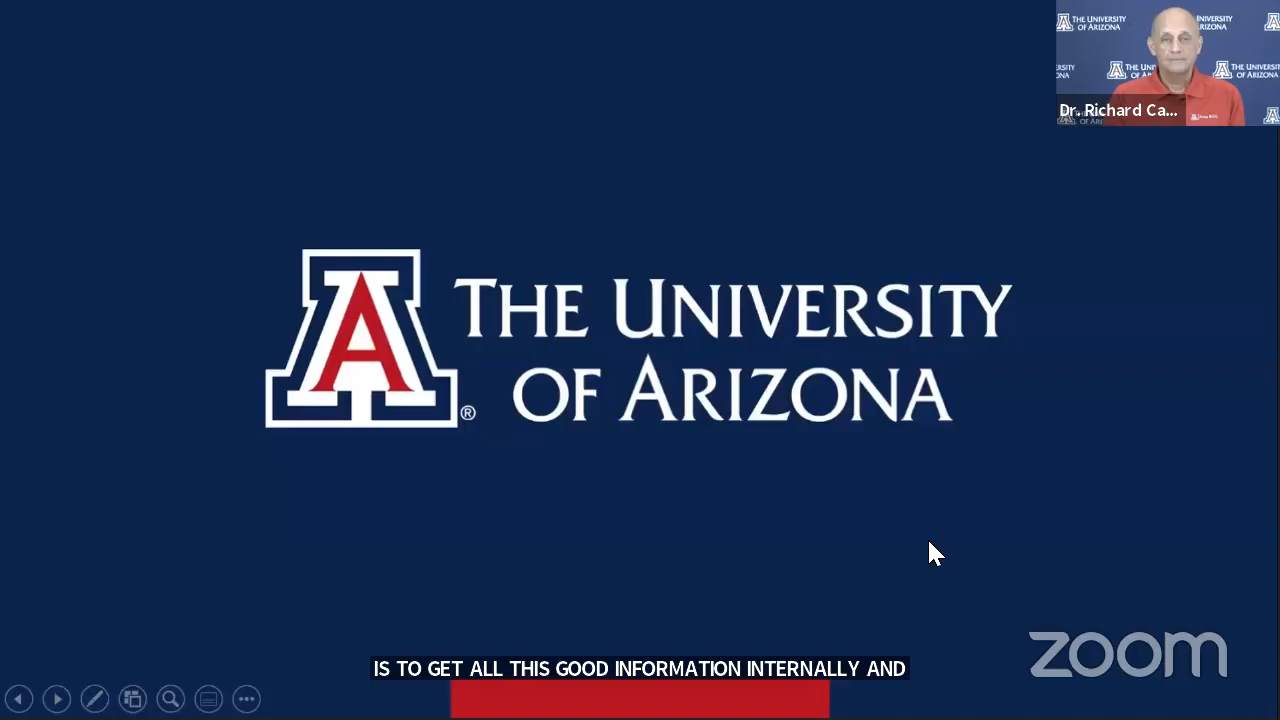 THE UNIVERSITY
OF ARIZONA
Dr. Richard Ca...
A
THE UNIVERSITY
OF ARIZONA
®
zoom
IS TO GET ALL THIS GOOD INFORMATION INTERNALLY AND